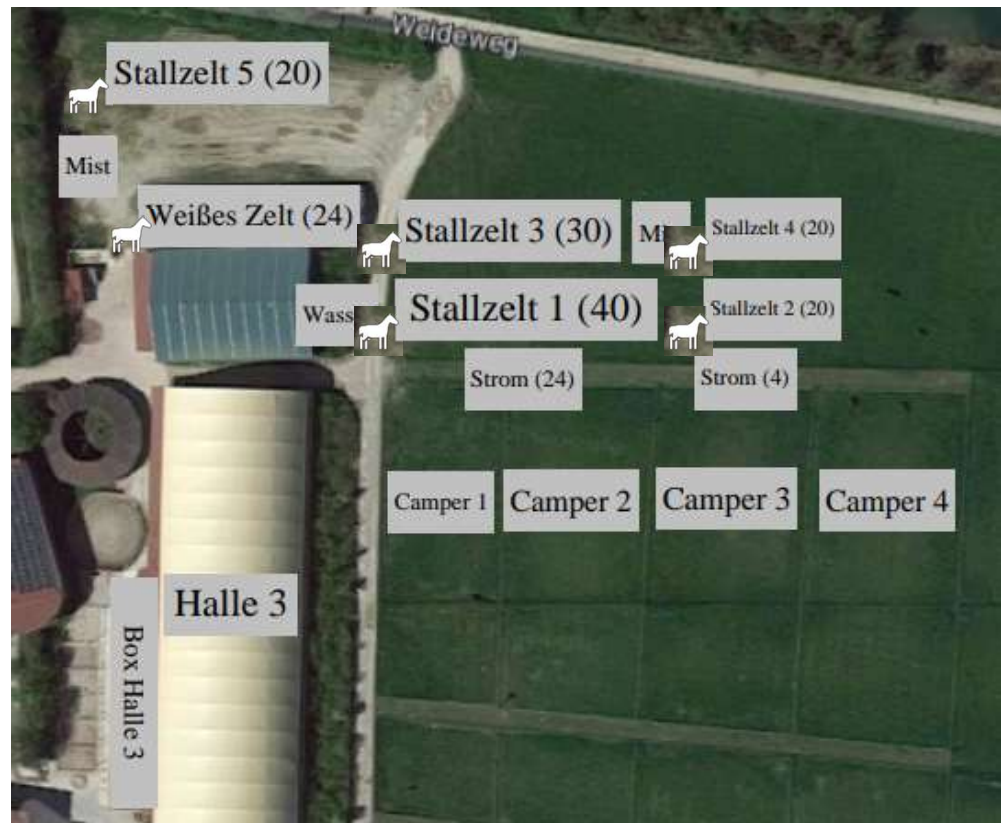 Weideweg
Stallzelt 5 (20)
Mist
Weißes Zelt (24)
Stallzelt 3 (30)
Stallzelt 4 (20)
Stallzelt 1 (40)
Stallzelt 2 (20)
Strom (24)
Strom (4)
Camper 1
Camper 2
Camper 3
Camper 4
Halle 3
Box Halle 3